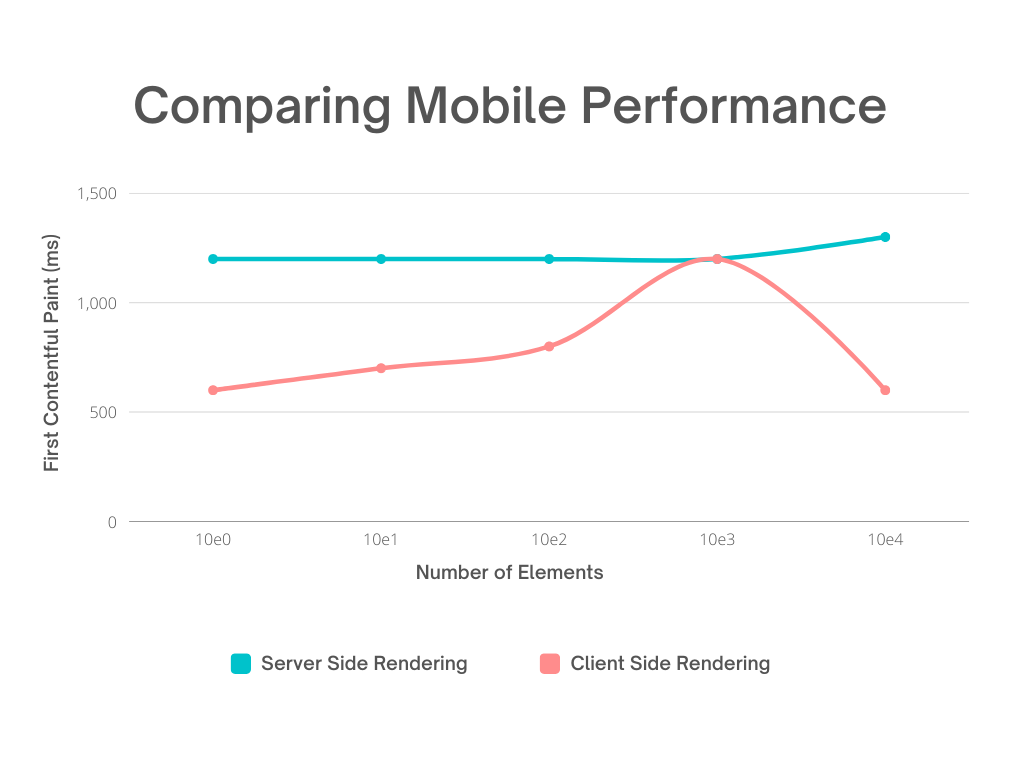 Comparing Mobile Performance
1,500
1,000
500
0
First Contentful Paint (ms)
10e0 10e1 10e2 10e3 10e4
Number of Elements
Server Side Rendering Client Side Rendering